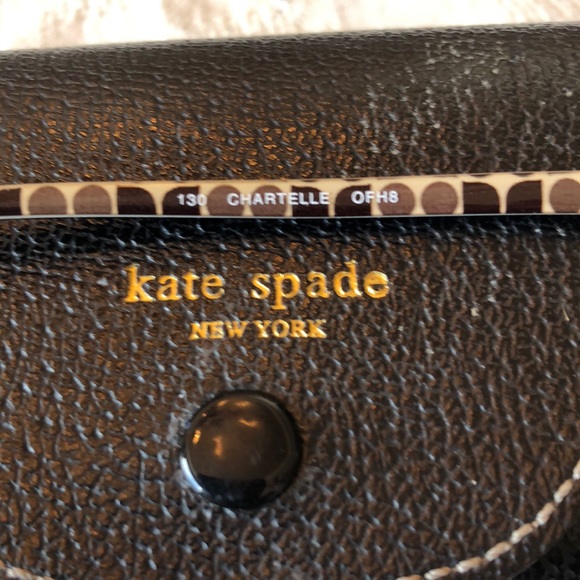 130 CHARTELLE OFH8
kate spade
NEW YORK